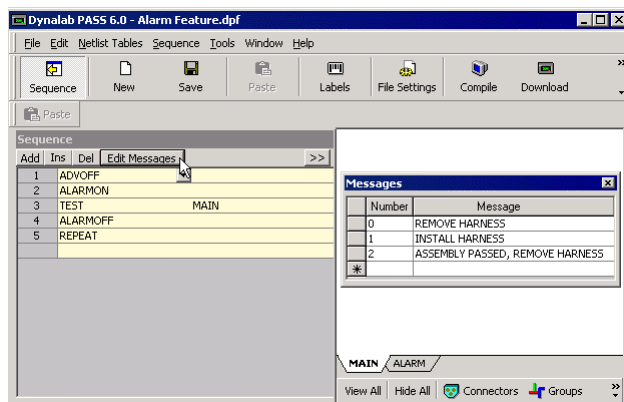 Dynalab PASS 6.0 - Alarm Feature.dpf
File Edit Netlist Tables Sequence Tools Window Help
Sequence New Save Paste Labels File Settings Compile Download
Paste
Sequence
Add Ins Del Edit Messages >>
1 ADVOFF
2 ALARMON
3 TEST MAIN
4 ALARMOFF
5 REPEAT
Messages
Number Message
0 REMOVE HARNESS
1 INSTALL HARNESS
2 ASSEMBLY PASSED, REMOVE HARNESS
MAIN ALARM
View All Hide All Connectors Groups